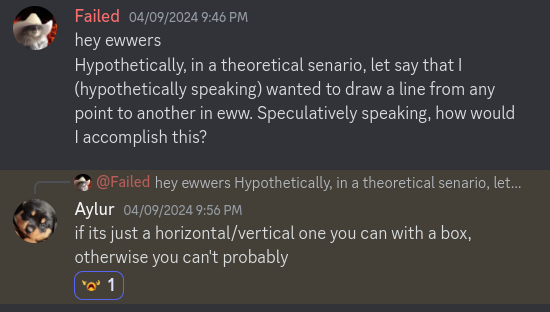 Failed 04/09/2024 9:46 PM
hey ewwers
Hypothetically, in a theoretical senario, let say that I
(hypothetically speaking) wanted to draw a line from any
point to another in eww. Speculatively speaking, how would
I accomplish this?
@Failed hey ewwers Hypothetically, in a theoretical senario, let...
Aylur 04/09/2024 9:56 PM
if its just a horizontal/vertical one you can with a box,
otherwise you can't probably
1